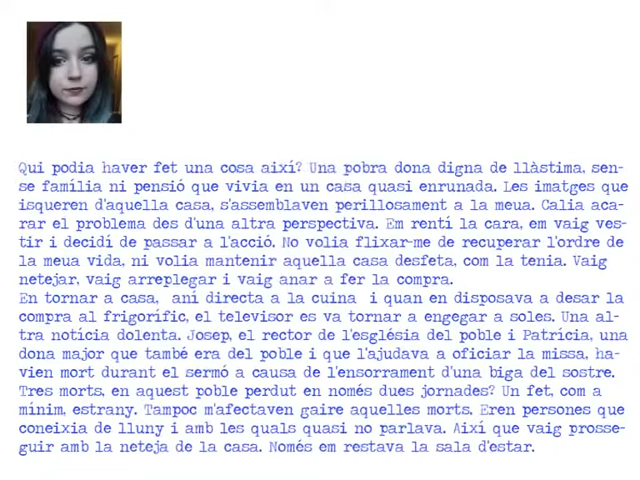 Qui podia haver fet una cosa així? Una pobra dona digna de llàstima, sen-
se família ni pensió que vivia en un casa quasi enrunada. Les imatges que
isqueren d'aquella casa, s'assemblaven perillosament a la meua. Calia aca-
rar el problema des d'una altra perspectiva. Em rentí la cara, em vaig ves-
tir i decidí de passar a l'acció. No volia flixar-me de recuperar l'ordre de
la meua vida, ni volia mantenir aquella casa desfeta, com la tenia. Vaig
netejar, vaig arreplegar i vaig anar a fer la compra.
En tornar a casa, aní directa a la cuina i quan en disposava a desar la
compra al frigorífic, el televisor es va tornar a engegar a soles. Una al-
tra notícia dolenta. Josep, el rector de l'església del poble i Patrícia, una
dona major que també era del poble i que l'ajudava a oficiar la missa, ha-
vien mort durant el sermó a causa de l'ensorrament d'una biga del sostre.
Tres morts, en aquest poble perdut en només dues jornades? Un fet, com a
mínim, estrany. Tampoc m'afectaven gaire aquelles morts. Eren persones que
coneixia de lluny i amb les quals quasi no parlava. Així que vaig prosse-
guir amb la neteja de la casa. Només em restava la sala d'estar.